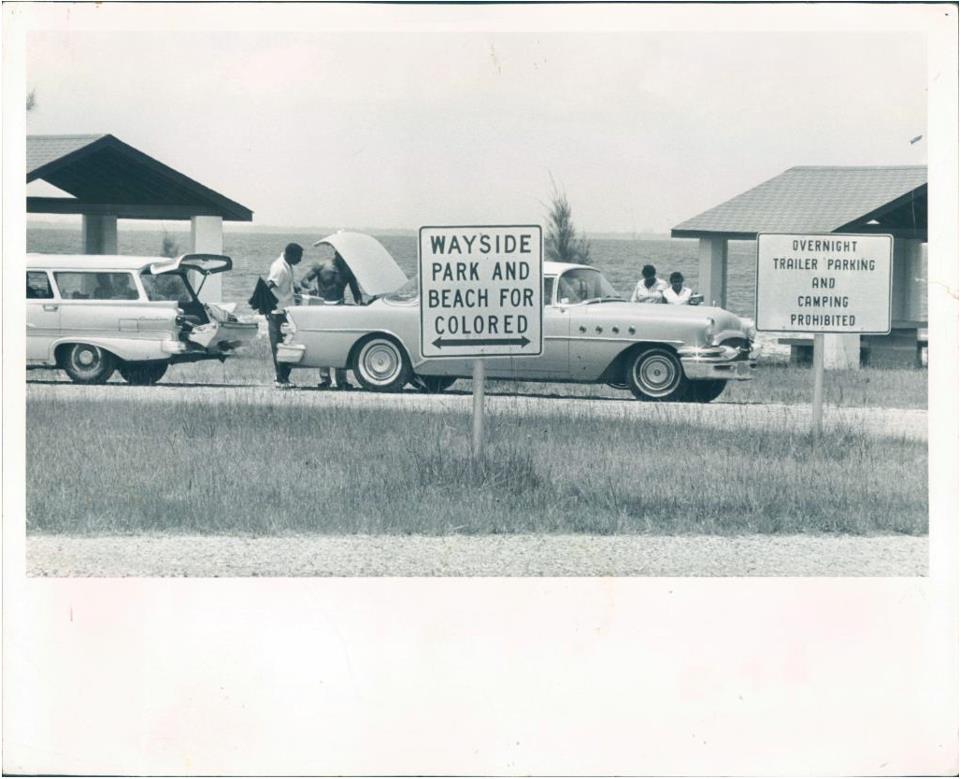 WAYSIDE
PARK AND
BEACH FOR
COLORED
OVERNIGHT
TRAILER PARKING
AND
CAMPING
PROHIBITED